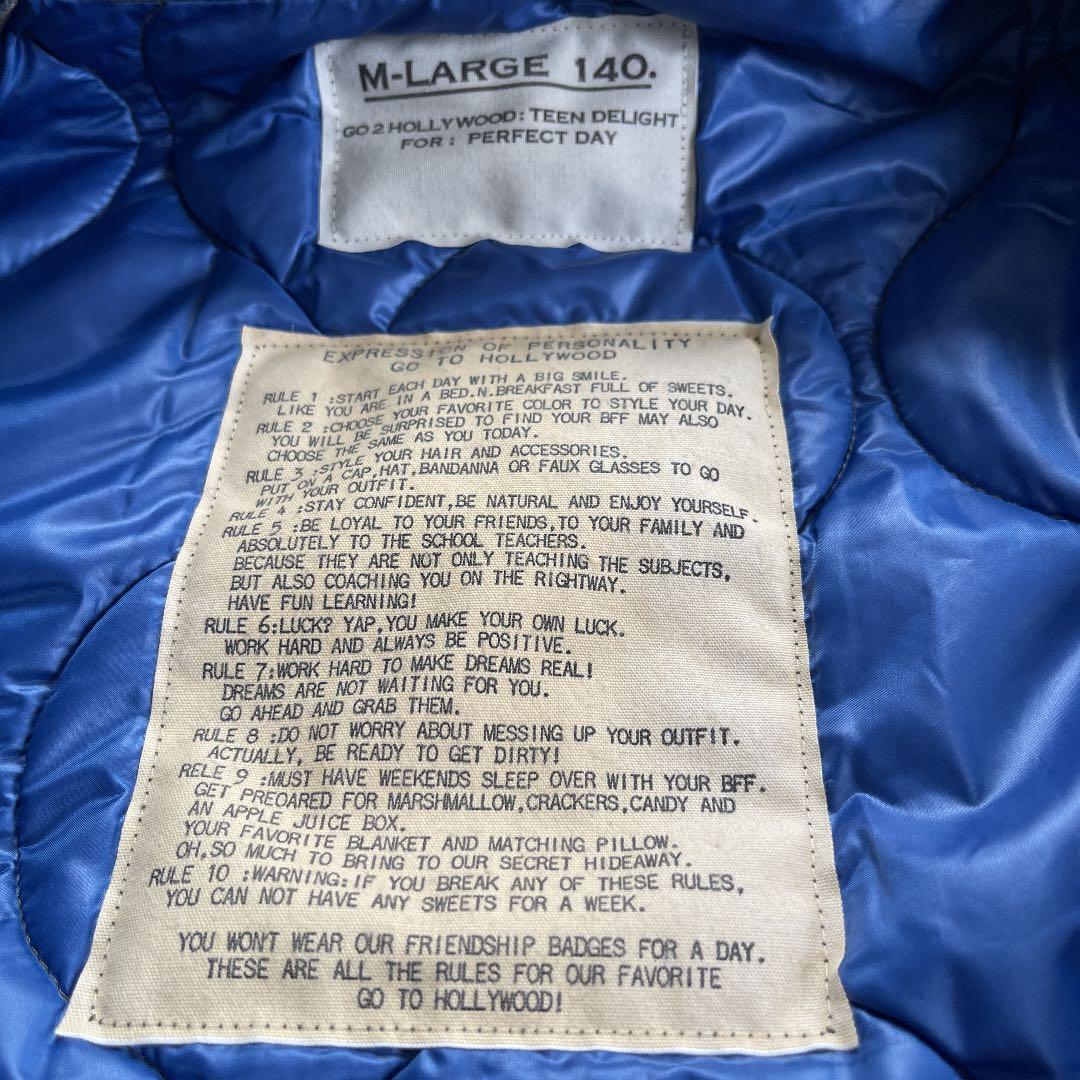 M-LARGE 140.
GO 2 HOLLYWOOD: TEEN DELIGHT
FOR: PERFECT DAY
EXPRESSION OF PERSONALITY
GO TO HOLLYWOOD
RULE 1 :START EACH DAY WITH A BIG SMILE.
LIKE YOU ARE IN A BED.N.BREAKFAST FULL OF SWEETS.
RULE 2 :CHOOSE YOUR FAVORITE COLOR TO STYLE YOUR DAY.
YOU WILL BE SURPRISED TO FIND YOUR BFF MAY ALSO
CHOOSE THE SAME AS YOU TODAY.
RULE 3 :STYLE YOUR HAIR AND ACCESSORIES.
PUT ON A CAP,HAT,BANDANNA OR FAUX GLASSES TO GO
WITH YOUR OUTFIT.
RULE 4 :STAY CONFIDENT,BE NATURAL AND ENJOY YOURSELF.
RULE 5 :BE LOYAL TO YOUR FRIENDS,TO YOUR FAMILY AND
ABSOLUTELY TO THE SCHOOL TEACHERS.
BECAUSE THEY ARE NOT ONLY TEACHING THE SUBJECTS,
BUT ALSO COACHING YOU ON THE RIGHTWAY.
HAVE FUN LEARNING!
RULE 6:LUCK? YAP,YOU MAKE YOUR OWN LUCK.
WORK HARD AND ALWAYS BE POSITIVE.
RULE 7:WORK HARD TO MAKE DREAMS REAL!
DREAMS ARE NOT WAITING FOR YOU.
GO AHEAD AND GRAB THEM.
RULE 8 :DO NOT WORRY ABOUT MESSING UP YOUR OUTFIT.
ACTUALLY, BE READY TO GET DIRTY!
RELE 9 :MUST HAVE WEEKENDS SLEEP OVER WITH YOUR BFF.
GET PREOARED FOR MARSHMALLOW,CRACKERS,CANDY AND
AN APPLE JUICE BOX.
YOUR FAVORITE BLANKET AND MATCHING PILLOW.
OH,SO MUCH TO BRING TO OUR SECRET HIDEAWAY.
RULE 10 :WARNING:IF YOU BREAK ANY OF THESE RULES,
YOU CAN NOT HAVE ANY SWEETS FOR A WEEK.
YOU WON'T WEAR OUR FRIENDSHIP BADGES FOR A DAY.
THESE ARE ALL THE RULES FOR OUR FAVORITE
GO TO HOLLYWOOD!